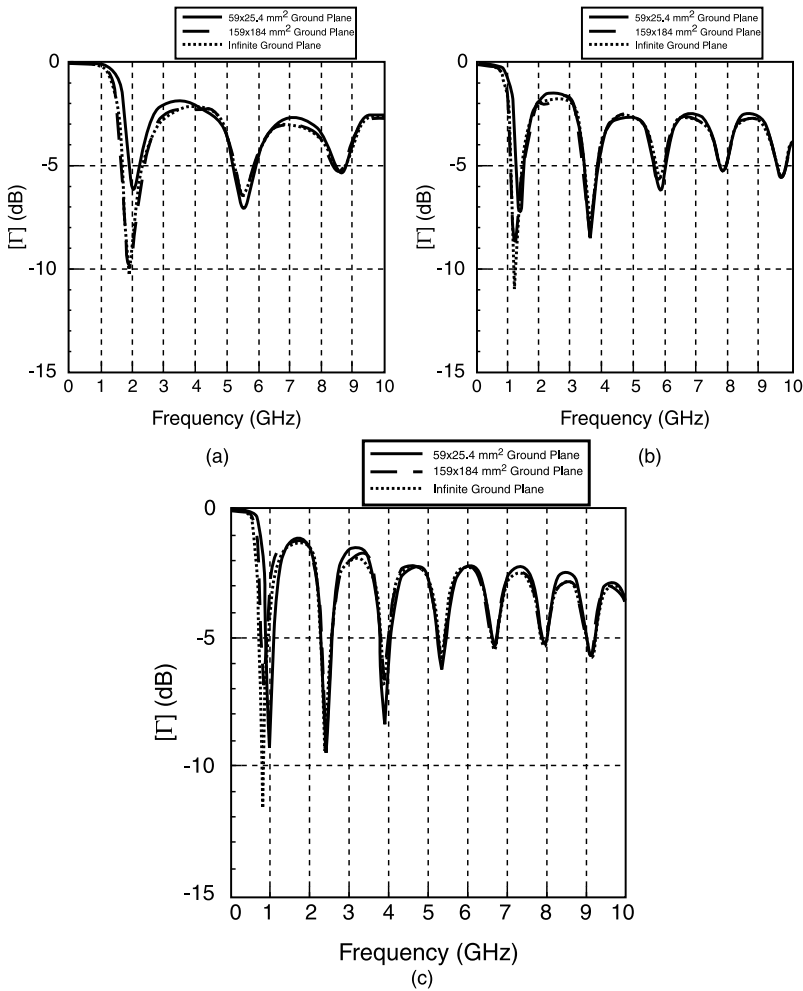 59x25.4 mm² Ground Plane
159x184 mm² Ground Plane
Infinite Ground Plane
0
-5
-10
-15
[Γ] (dB)
0 1 2 3 4 5 6 7 8 9 10
Frequency (GHz)
(a)
59x25.4 mm² Ground Plane
159x184 mm² Ground Plane
Infinite Ground Plane
0
-5
-10
-15
[Γ] (dB)
0 1 2 3 4 5 6 7 8 9 10
Frequency (GHz)
(b)
59x25.4 mm² Ground Plane
159x184 mm² Ground Plane
Infinite Ground Plane
0
-5
-10
-15
[Γ] (dB)
0 1 2 3 4 5 6 7 8 9 10
Frequency (GHz)
(c)